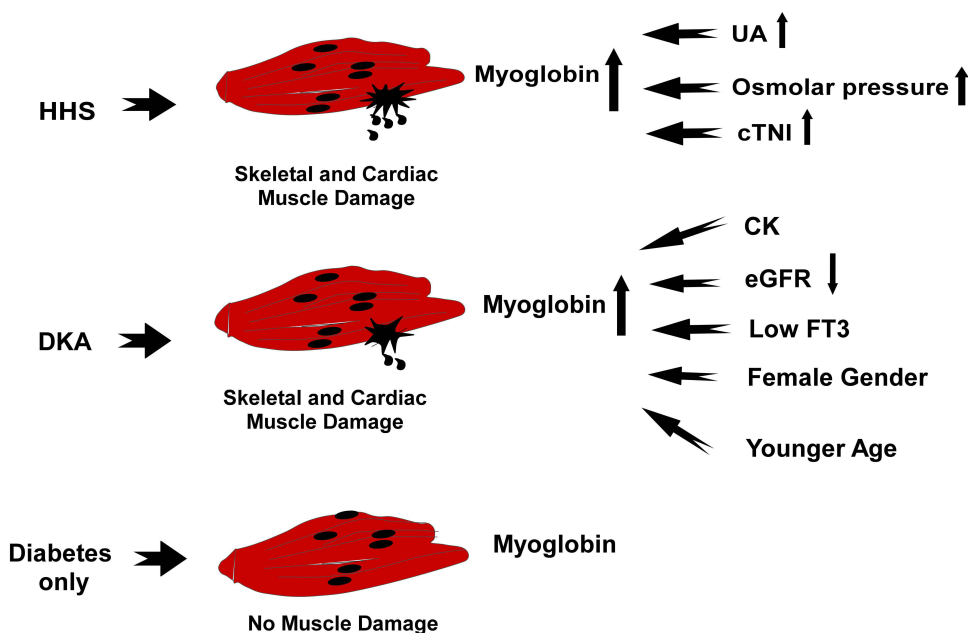 HHS
Skeletal and Cardiac
Muscle Damage
Myoglobin
UA
Osmolar pressure
cTNI
DKA
Skeletal and Cardiac
Muscle Damage
Myoglobin
CK
eGFR
Low FT3
Female Gender
Younger Age
Diabetes
only
No Muscle Damage
Myoglobin